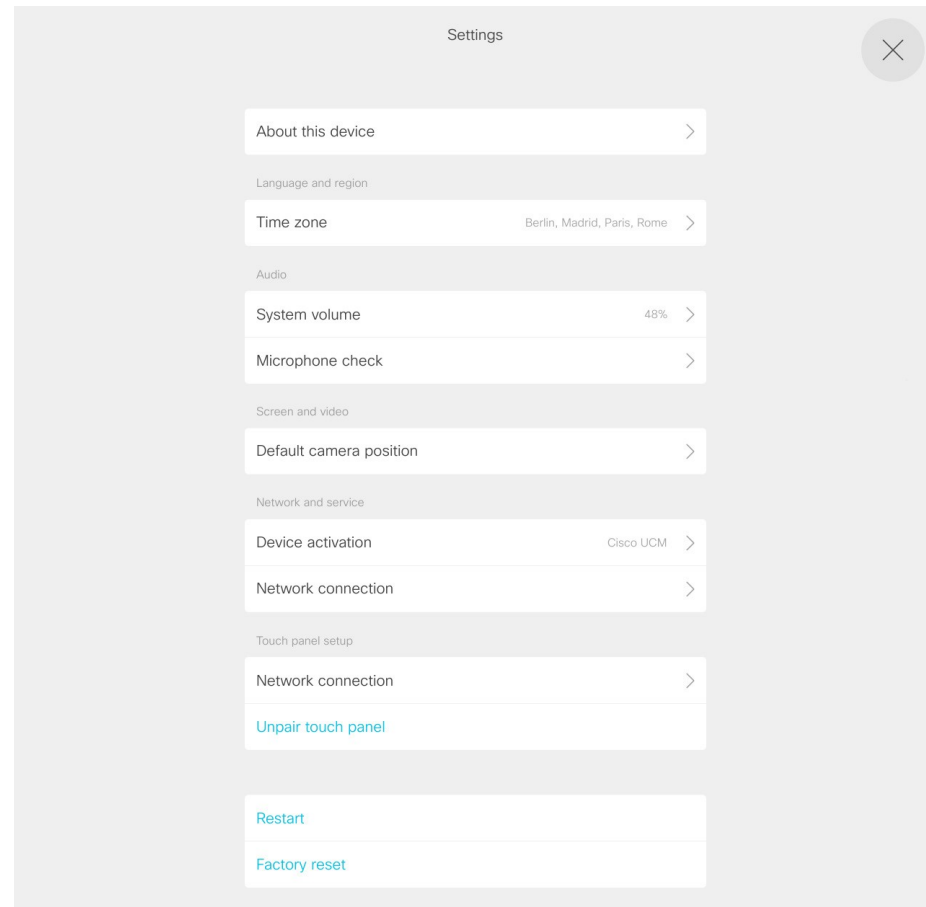 Settings
About this device
Language and region
Time zone Berlin, Madrid, Paris, Rome
Audio
System volume 48%
Microphone check
Screen and video
Default camera position
Network and service
Device activation Cisco UCM
Network connection
Touch panel setup
Network connection
Unpair touch panel
Restart
Factory reset